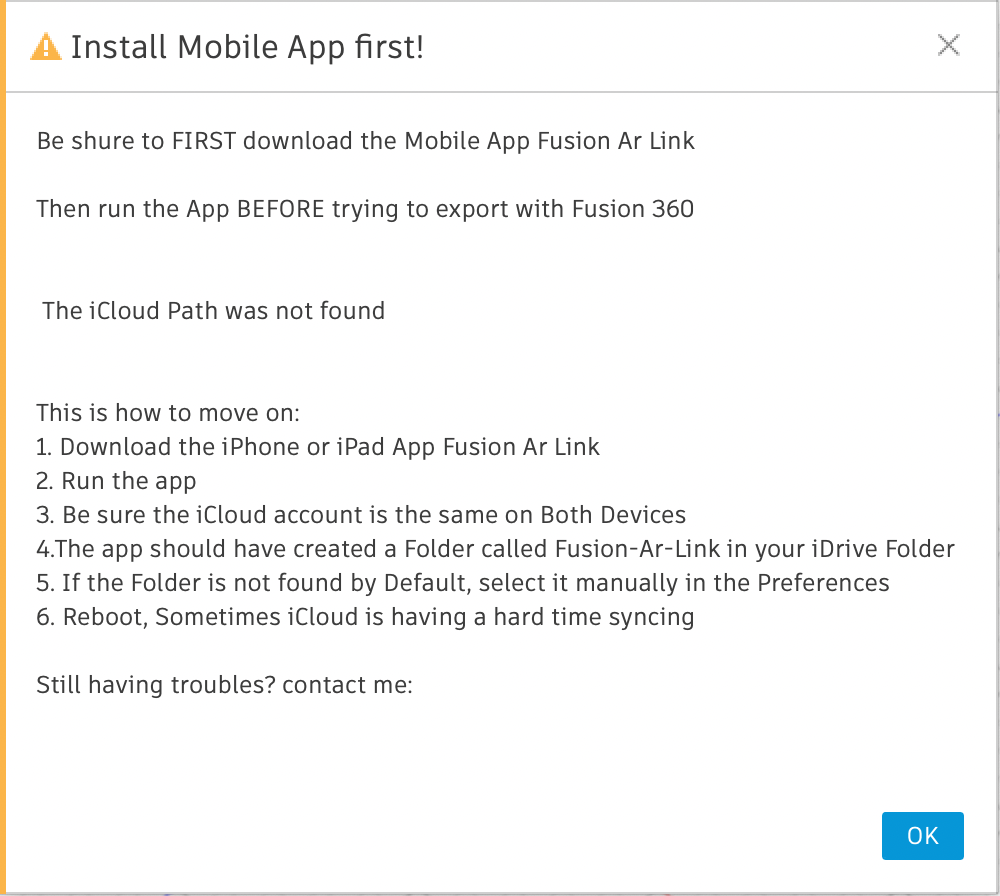 Install Mobile App first!
Be shure to FIRST download the Mobile App Fusion Ar Link
Then run the App BEFORE trying to export with Fusion 360
The iCloud Path was not found
This is how to move on:
1. Download the iPhone or iPad App Fusion Ar Link
2. Run the app
3. Be sure the iCloud account is the same on Both Devices
4.The app should have created a Folder called Fusion-Ar-Link in your iDrive Folder
5. If the Folder is not found by Default, select it manually in the Preferences
6. Reboot, Sometimes iCloud is having a hard time syncing
Still having troubles? contact me:
OK